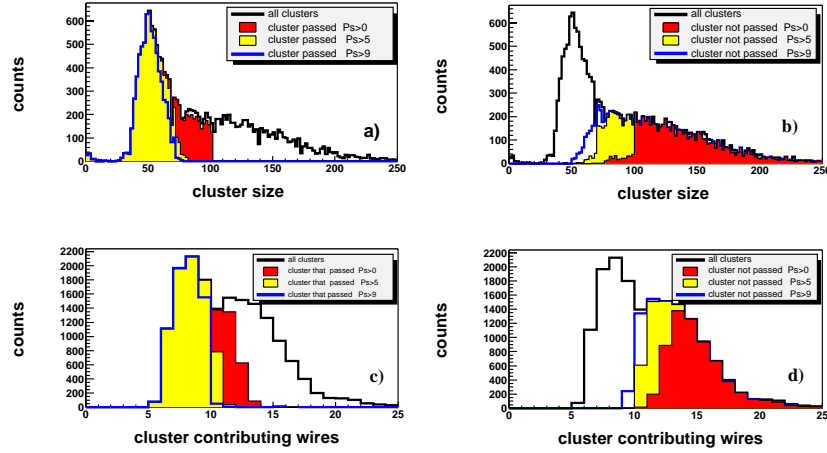 600
500
400
300
200
100
0
counts
all clusters
cluster passed Ps>0
cluster passed Ps>5
cluster passed Ps>9
a)
0 50 100 150 200 250
cluster size
600
500
400
300
200
100
0
counts
all clusters
cluster not passed Ps>0
cluster not passed Ps>5
cluster not passed Ps>9
b)
0 50 100 150 200 250
cluster size
2200
2000
1800
1600
1400
1200
1000
800
600
400
200
0
counts
all clusters
cluster that passed Ps>0
cluster that passed Ps>5
cluster that passed Ps>9
c)
0 5 10 15 20 25
cluster contributing wires
2200
2000
1800
1600
1400
1200
1000
800
600
400
200
0
counts
all clusters
cluster not passed Ps>0
cluster not passed Ps>5
cluster not passed Ps>9
d)
0 5 10 15 20 25
cluster contributing wires